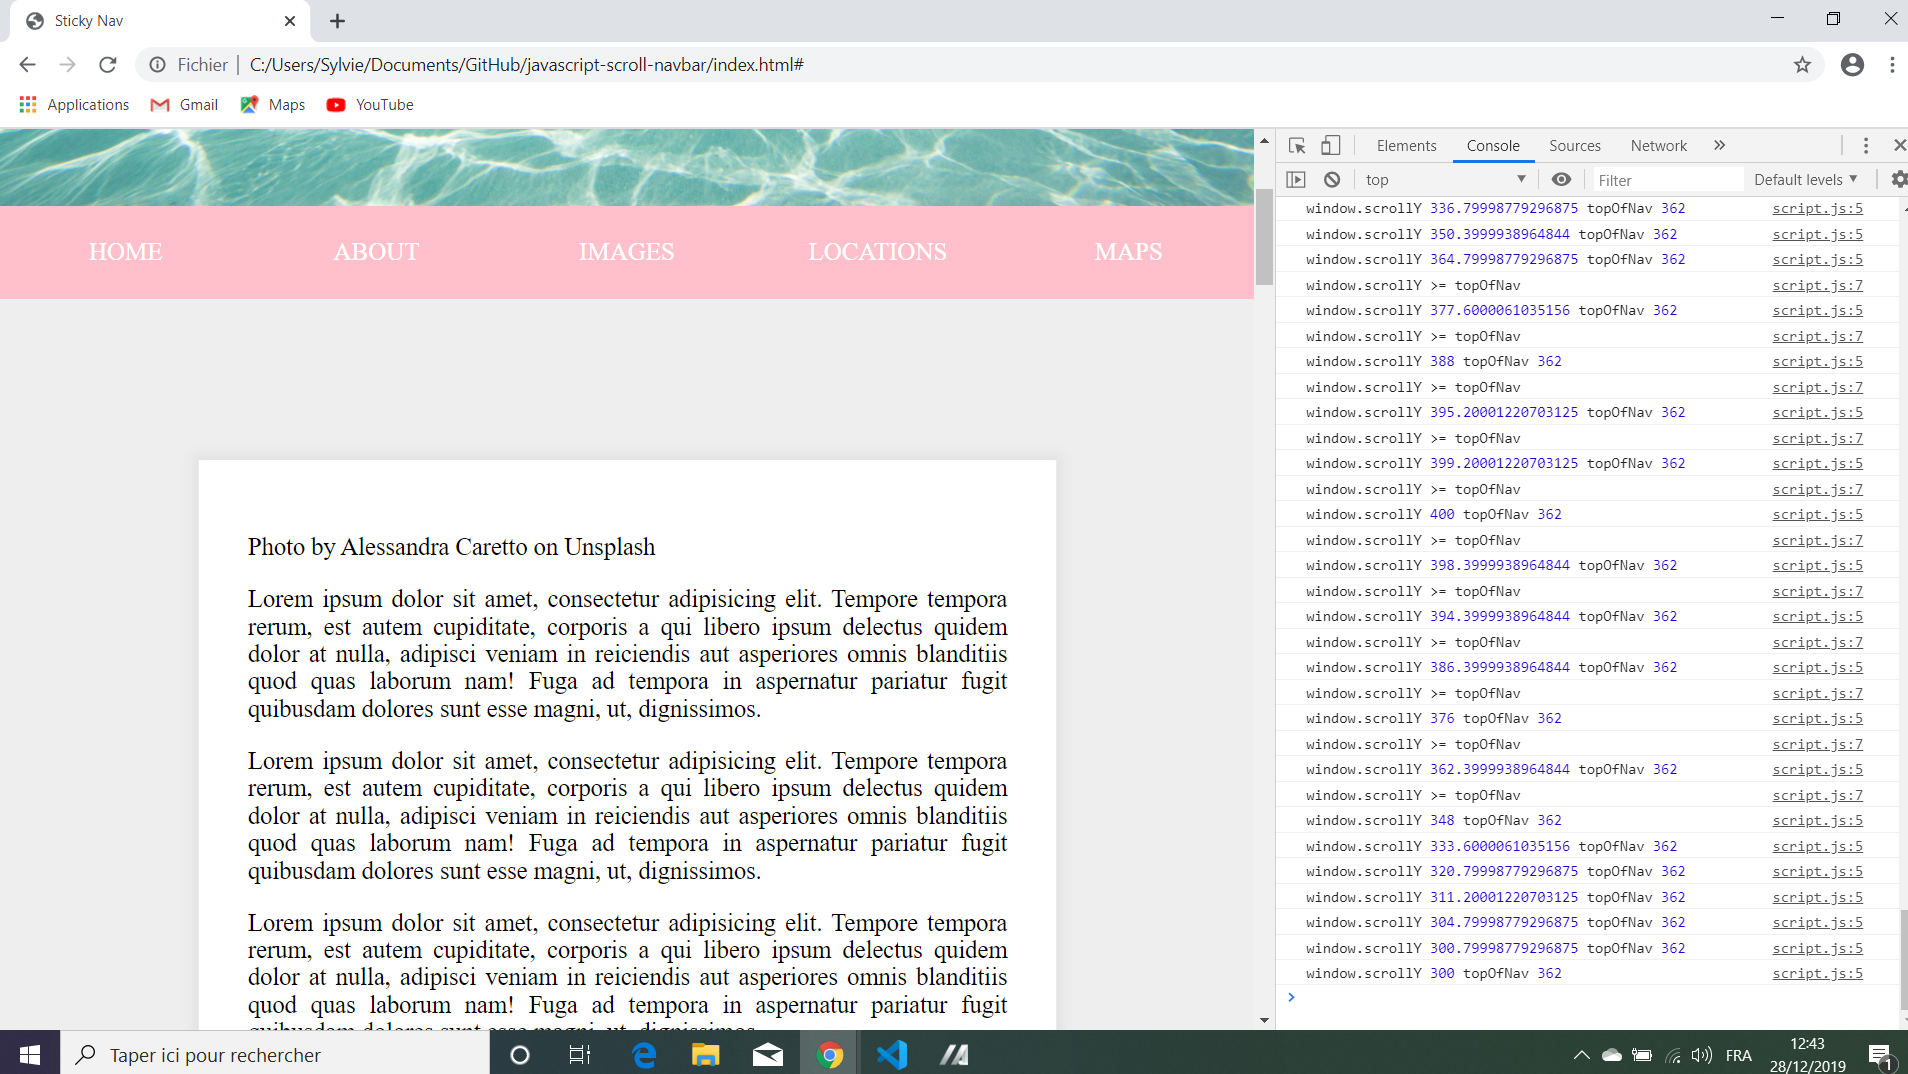 Sticky Nav
Fichier | C:/Users/Sylvie/Documents/GitHub/javascript-scroll-navbar/index.html#
Applications Gmail Maps YouTube
HOME ABOUT IMAGES LOCATIONS MAPS
Photo by Alessandra Caretto on Unsplash
Lorem ipsum dolor sit amet, consectetur adipisicing elit. Tempore tempora
rerum, est autem cupiditate, corporis a qui libero ipsum delectus quidem
dolor at nulla, adipisci veniam in reiciendis aut asperiores omnis blanditiis
quod quas laborum nam! Fuga ad tempora in aspernatur pariatur fugit
quibusdam dolores sunt esse magni, ut, dignissimos.
Lorem ipsum dolor sit amet, consectetur adipisicing elit. Tempore tempora
rerum, est autem cupiditate, corporis a qui libero ipsum delectus quidem
dolor at nulla, adipisci veniam in reiciendis aut asperiores omnis blanditiis
quod quas laborum nam! Fuga ad tempora in aspernatur pariatur fugit
quibusdam dolores sunt esse magni, ut, dignissimos.
Lorem ipsum dolor sit amet, consectetur adipisicing elit. Tempore tempora
rerum, est autem cupiditate, corporis a qui libero ipsum delectus quidem
dolor at nulla, adipisci veniam in reiciendis aut asperiores omnis blanditiis
quod quas laborum nam! Fuga ad tempora in aspernatur pariatur fugit
quibusdam dolores sunt esse magni, ut, dignissimos.
Elements Console Sources Network »
top Filter Default levels
window.scrollY 336.79998779296875 topOfNav 362 script.js:5
window.scrollY 350.3999938964844 topOfNav 362 script.js:5
window.scrollY 364.79998779296875 topOfNav 362 script.js:5
window.scrollY >= topOfNav script.js:7
window.scrollY 377.6000061035156 topOfNav 362 script.js:5
window.scrollY >= topOfNav script.js:7
window.scrollY 388 topOfNav 362 script.js:5
window.scrollY >= topOfNav script.js:7
window.scrollY 395.20001220703125 topOfNav 362 script.js:5
window.scrollY >= topOfNav script.js:7
window.scrollY 399.20001220703125 topOfNav 362 script.js:5
window.scrollY >= topOfNav script.js:7
window.scrollY 400 topOfNav 362 script.js:5
window.scrollY >= topOfNav script.js:7
window.scrollY 398.3999938964844 topOfNav 362 script.js:5
window.scrollY >= topOfNav script.js:7
window.scrollY 394.3999938964844 topOfNav 362 script.js:5
window.scrollY >= topOfNav script.js:7
window.scrollY 386.3999938964844 topOfNav 362 script.js:5
window.scrollY >= topOfNav script.js:7
window.scrollY 376 topOfNav 362 script.js:5
window.scrollY >= topOfNav script.js:7
window.scrollY 362.3999938964844 topOfNav 362 script.js:5
window.scrollY >= topOfNav script.js:7
window.scrollY 348 topOfNav 362 script.js:5
window.scrollY 333.6000061035156 topOfNav 362 script.js:5
window.scrollY 320.79998779296875 topOfNav 362 script.js:5
window.scrollY 311.20001220703125 topOfNav 362 script.js:5
window.scrollY 304.79998779296875 topOfNav 362 script.js:5
window.scrollY 300.79998779296875 topOfNav 362 script.js:5
window.scrollY 300 topOfNav 362 script.js:5
>
Taper ici pour rechercher
FRA
12:43
28/12/2019
1